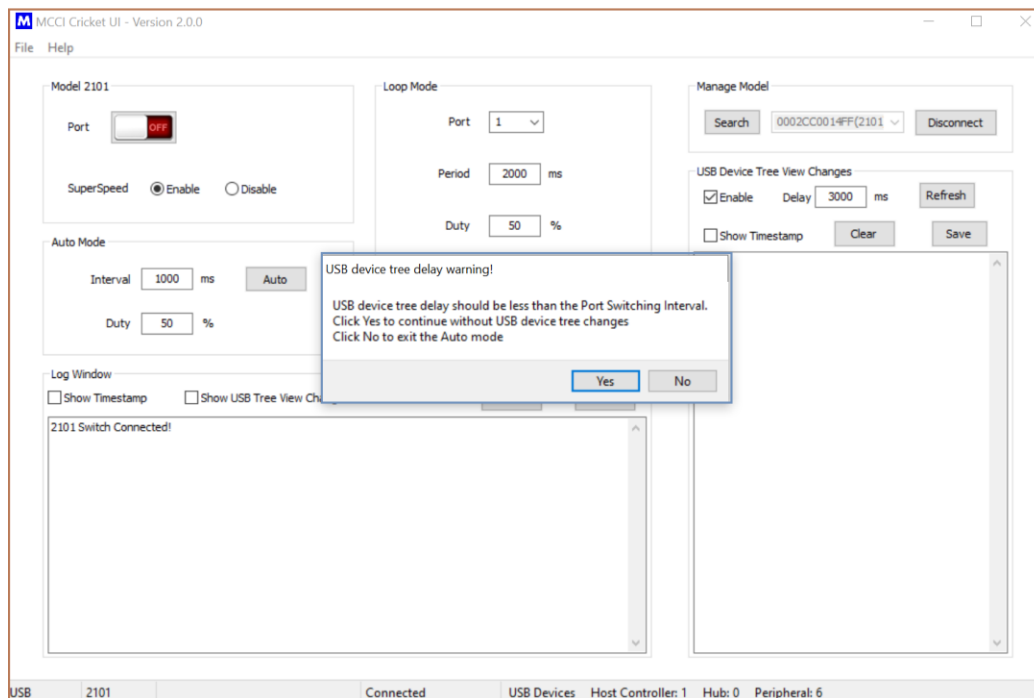 M MCCI Cricket UI - Version 2.0.0
File Help
Model 2101
Port OFF
SuperSpeed Enable Disable
Auto Mode
Interval 1000 ms Auto
Duty 50 %
Loop Mode
Port 1
Period 2000 ms
Duty 50 %
Manage Model
Search 0002CC0014FF(2101 Disconnect
USB Device Tree View Changes
Enable Delay 3000 ms Refresh
Show Timestamp Clear Save
USB device tree delay warning!
USB device tree delay should be less than the Port Switching Interval.
Click Yes to continue without USB device tree changes
Click No to exit the Auto mode
Yes No
Log Window
Show Timestamp Show USB Tree View
2101 Switch Connected!
USB 2101 Connected USB Devices Host Controller: 1 Hub: 0 Peripheral: 6